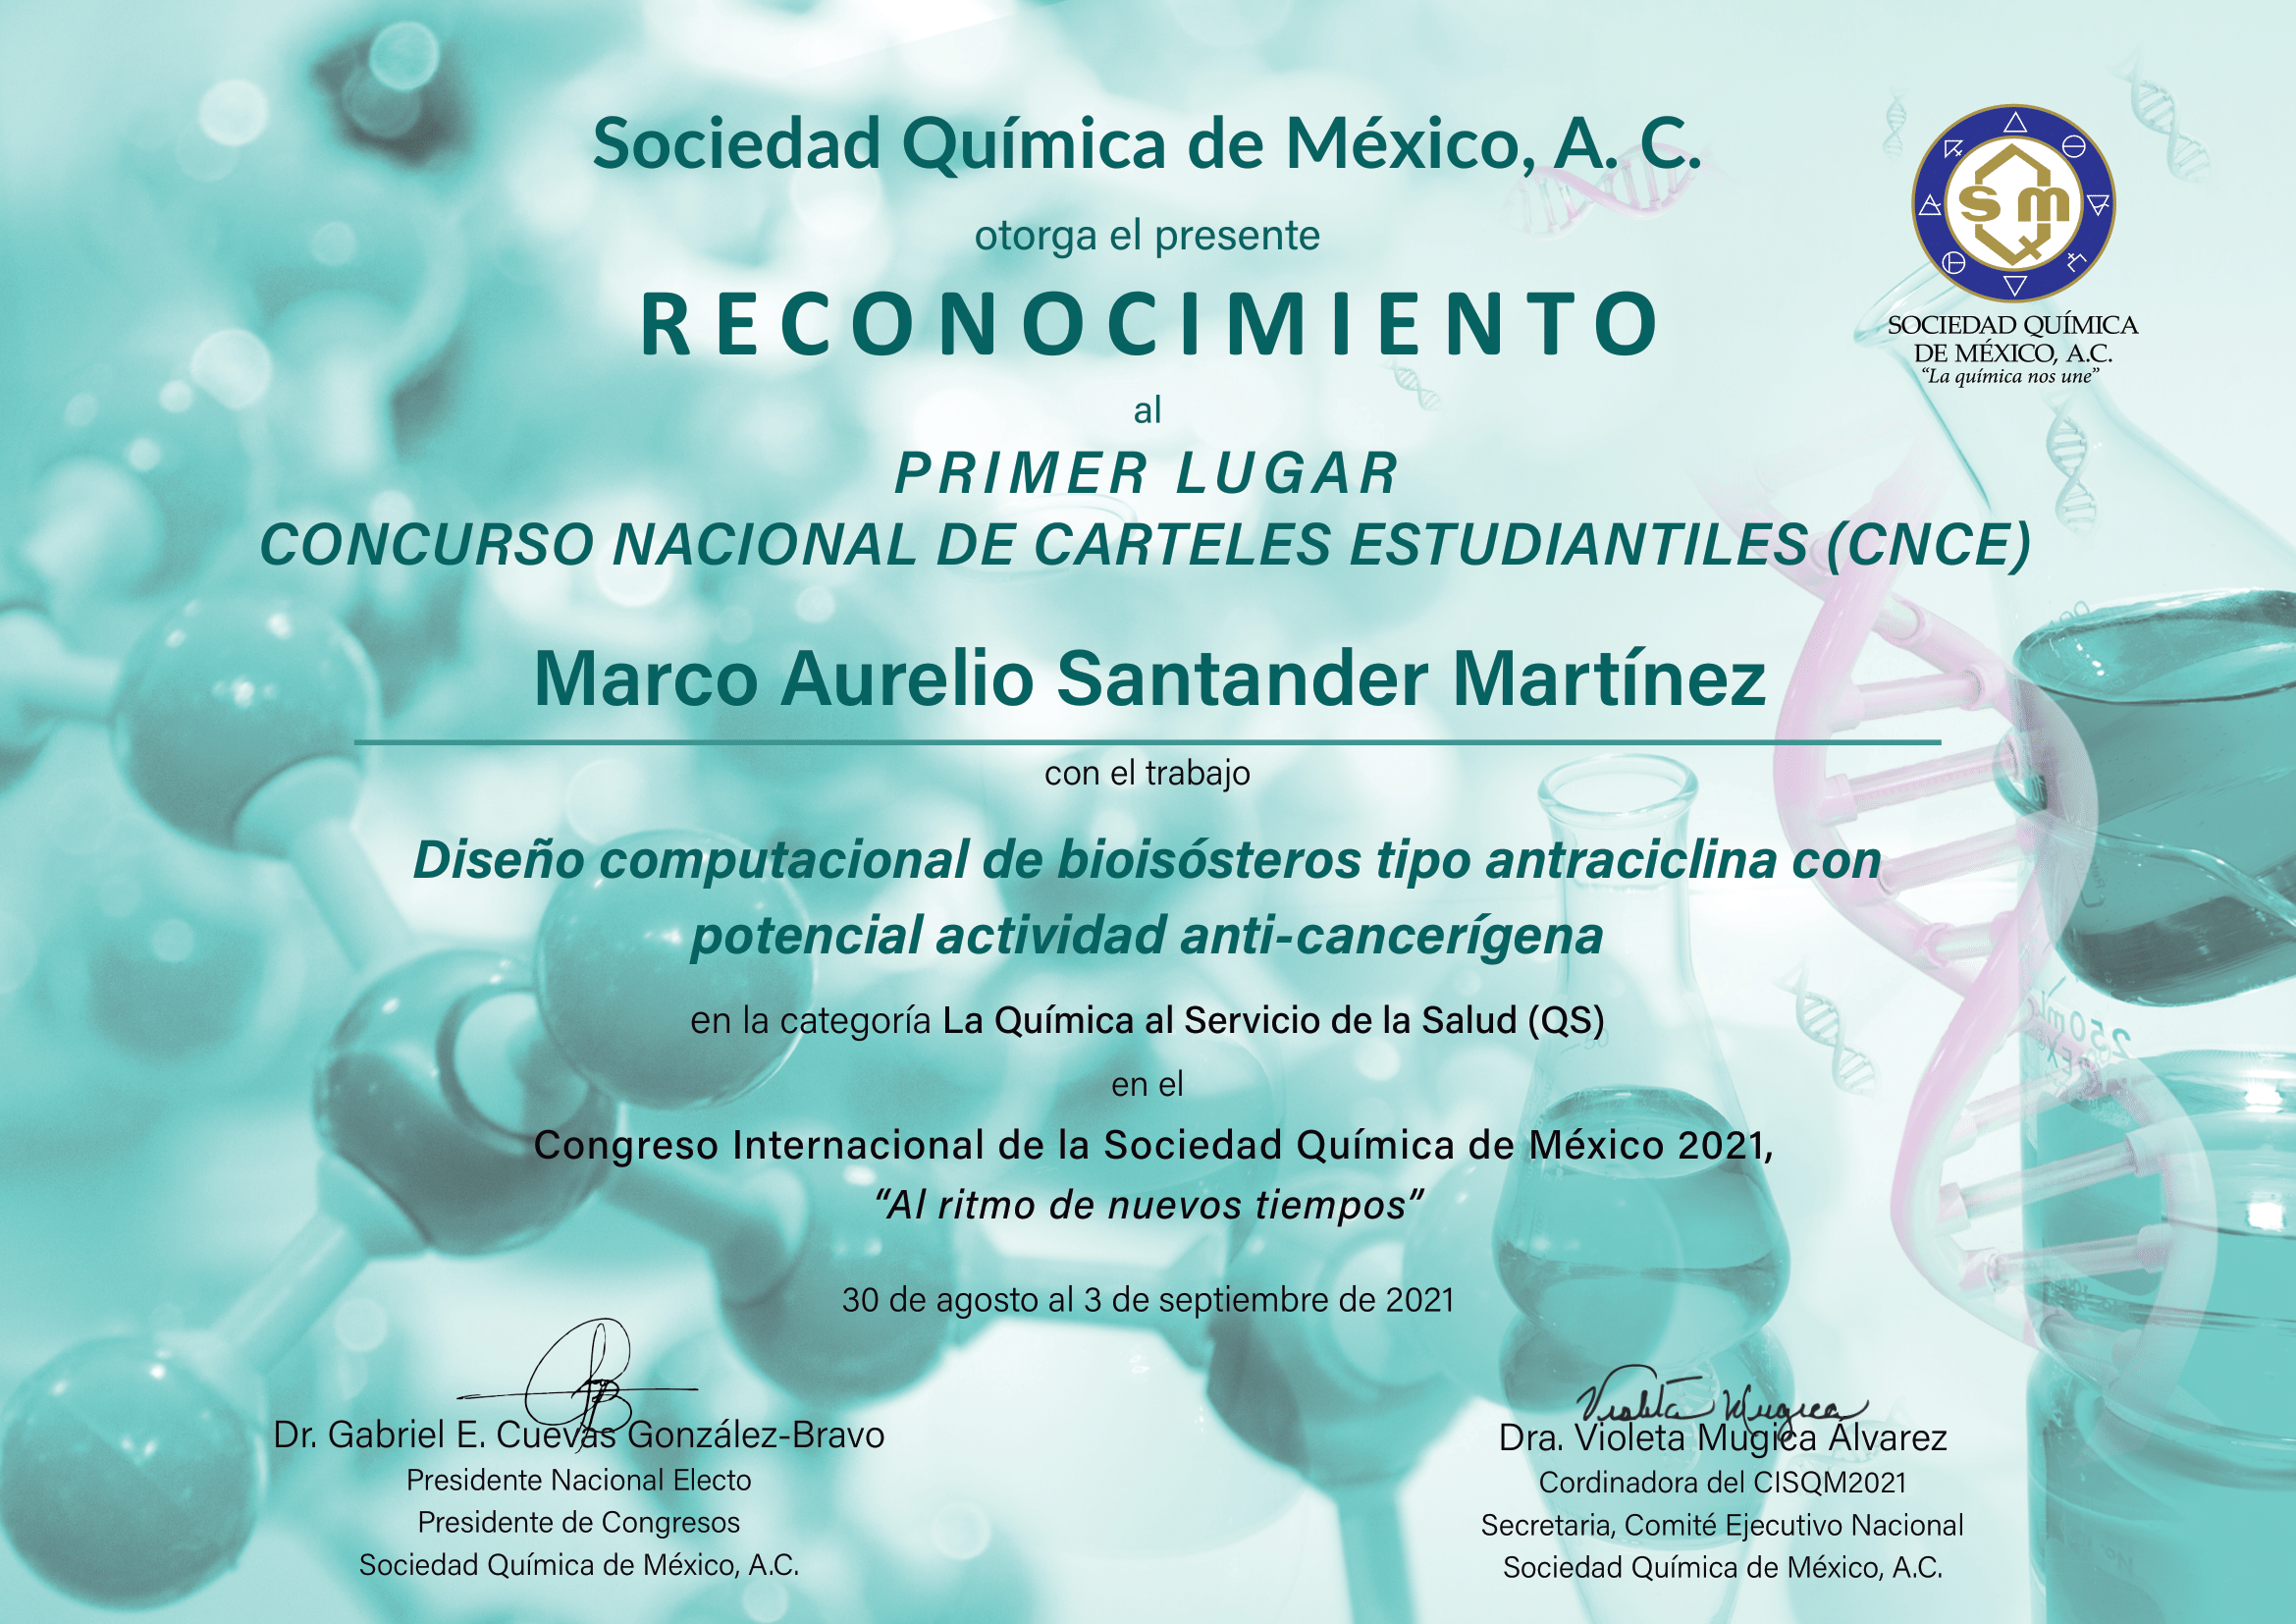 Sociedad Química de México, A. C.
otorga el presente
RECONOCIMIENTO
al
PRIMER LUGAR
CONCURSO NACIONAL DE CARTELES ESTUDIANTILES (CNCE)
Marco Aurelio Santander Martínez
con el trabajo
Diseño computacional de bioisósteros tipo antraciclina con
potencial actividad anti-cancerígena
en la categoría La Química al Servicio de la Salud (QS)
en el
Congreso Internacional de la Sociedad Química de México 2021,
“Al ritmo de nuevos tiempos”
30 de agosto al 3 de septiembre de 2021
Dr. Gabriel E. Cuevas González-Bravo
Presidente Nacional Electo
Presidente de Congresos
Sociedad Química de México, A.C.
Violeta Mugica
Dra. Violeta Mugica Álvarez
Cordinadora del CISQM2021
Secretaria, Comité Ejecutivo Nacional
Sociedad Química de México, A.C.
SQM
SOCIEDAD QUÍMICA
DE MÉXICO, A.C.
“La química nos une”
250ml